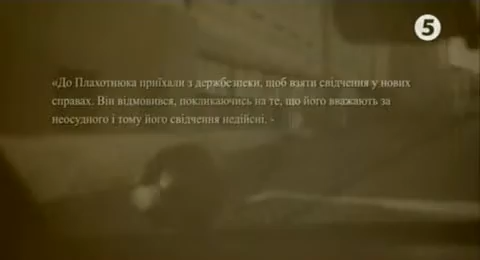 5
«До Плахотнюка приїхали з держбезпеки, щоб взяти свідчення у нових
справах. Він відмовився, покликаючись на те, що його вважають за
неосудного і тому його свідчення недійсні. -